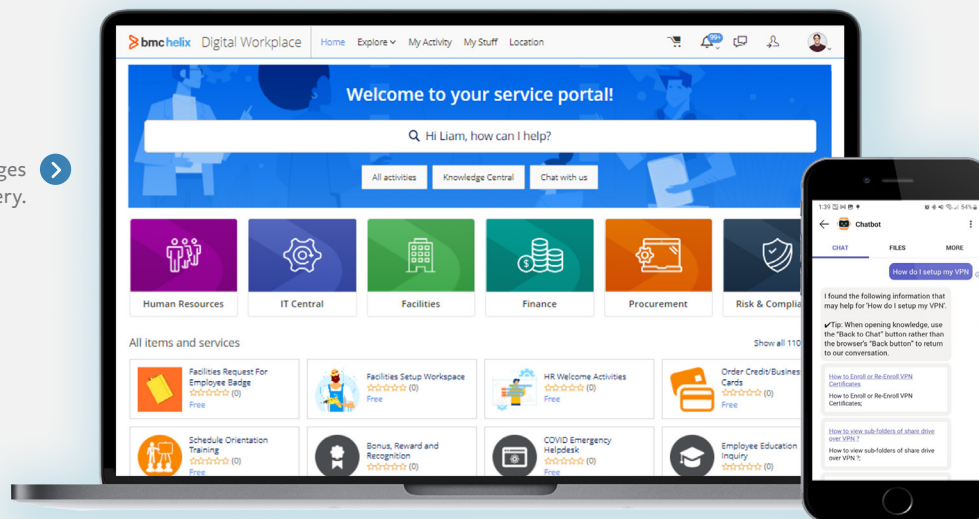 ges
ery.
bmc helix Digital Workplace Home Explore My Activity My Stuff Location
99+
Welcome to your service portal!
Hi Liam, how can I help?
All activities Knowledge Central Chat with us
Human Resources IT Central Facilities Finance Procurement Risk & Complia
All items and services Show all 110
Facilities Request For
Employee Badge
(0)
Free
Facilities Setup Workspace
(0)
Free
HR Welcome Activities
(0)
Free
Order Credit/Busines
Cards
(0)
Free
Schedule Orientation
Training
(0)
Free
Bonus, Reward and
Recognition
(0)
Free
COVID Emergency
Helpdesk
(0)
Free
Employee Education
Inquiry
(0)
Free
1:39 54%
Chatbot
CHAT FILES MORE
How do I setup my VPN
I found the following information that
may help for 'How do I setup my VPN'.
✔Tip: When opening knowledge, use
the "Back to Chat" button rather than
the browser's "Back button" to return
to our conversation.
How to Enroll or Re-Enroll VPN
Certificates
How to Enroll or Re-Enroll VPN
Certificates;
How to view sub-folders of share drive
over VPN ?
How to view sub-folders of share drive
over VPN ?;